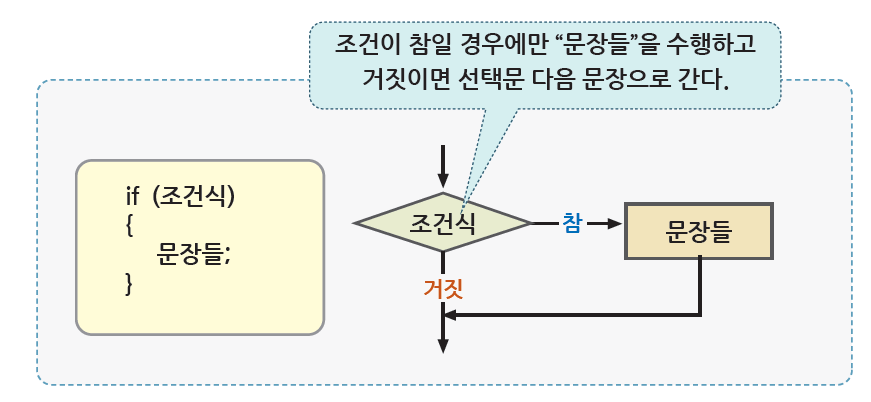 조건이 참일 경우에만 “문장들”을 수행하고
거짓이면 선택문 다음 문장으로 간다.
if (조건식)
{
문장들;
}
조건식
참
문장들
거짓